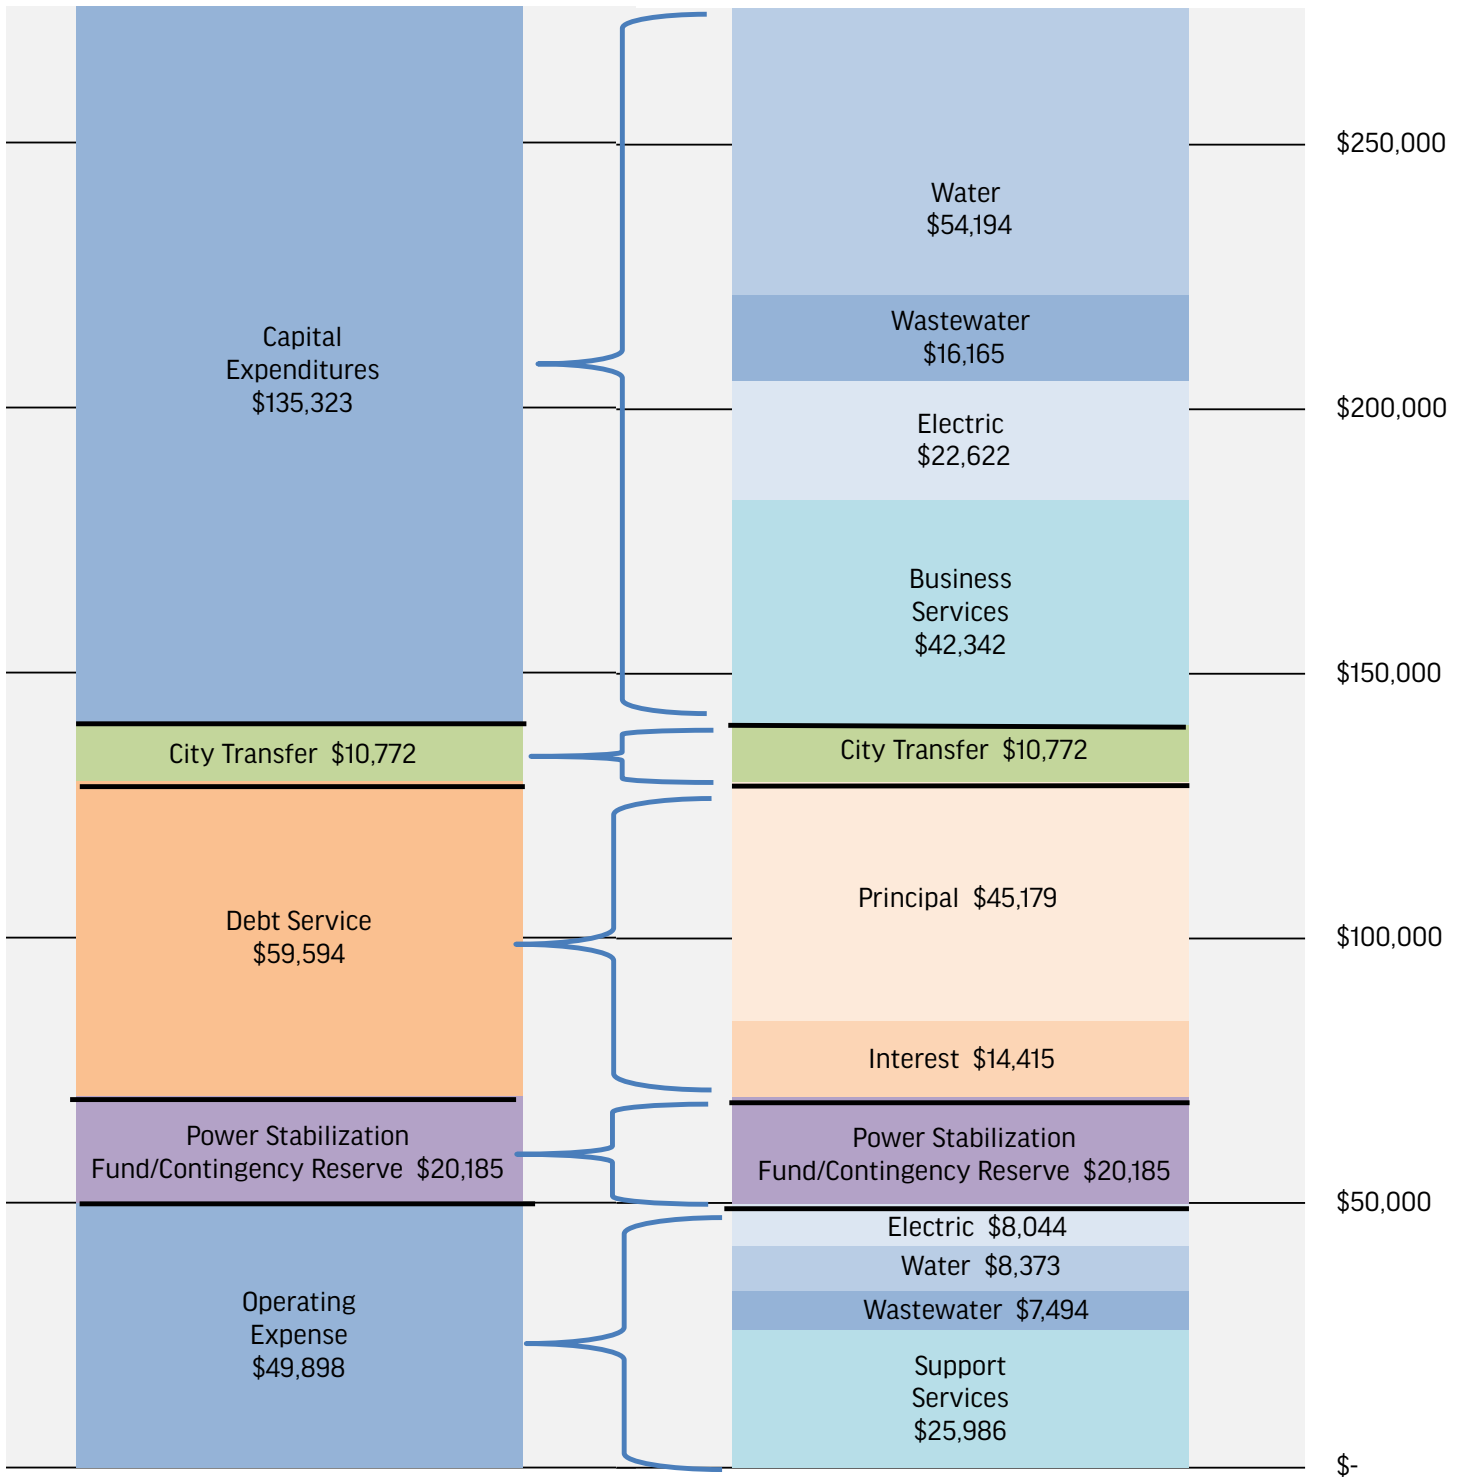 Capital
Expenditures
$135,323
City Transfer $10,772
Debt Service
$59,594
Power Stabilization
Fund/Contingency Reserve $20,185
Operating
Expense
$49,898
Water
$54,194
Wastewater
$16,165
Electric
$22,622
Business
Services
$42,342
City Transfer $10,772
Principal $45,179
Interest $14,415
Power Stabilization
Fund/Contingency Reserve $20,185
Electric $8,044
Water $8,373
Wastewater $7,494
Support
Services
$25,986
$250,000
$200,000
$150,000
$100,000
$50,000
$-